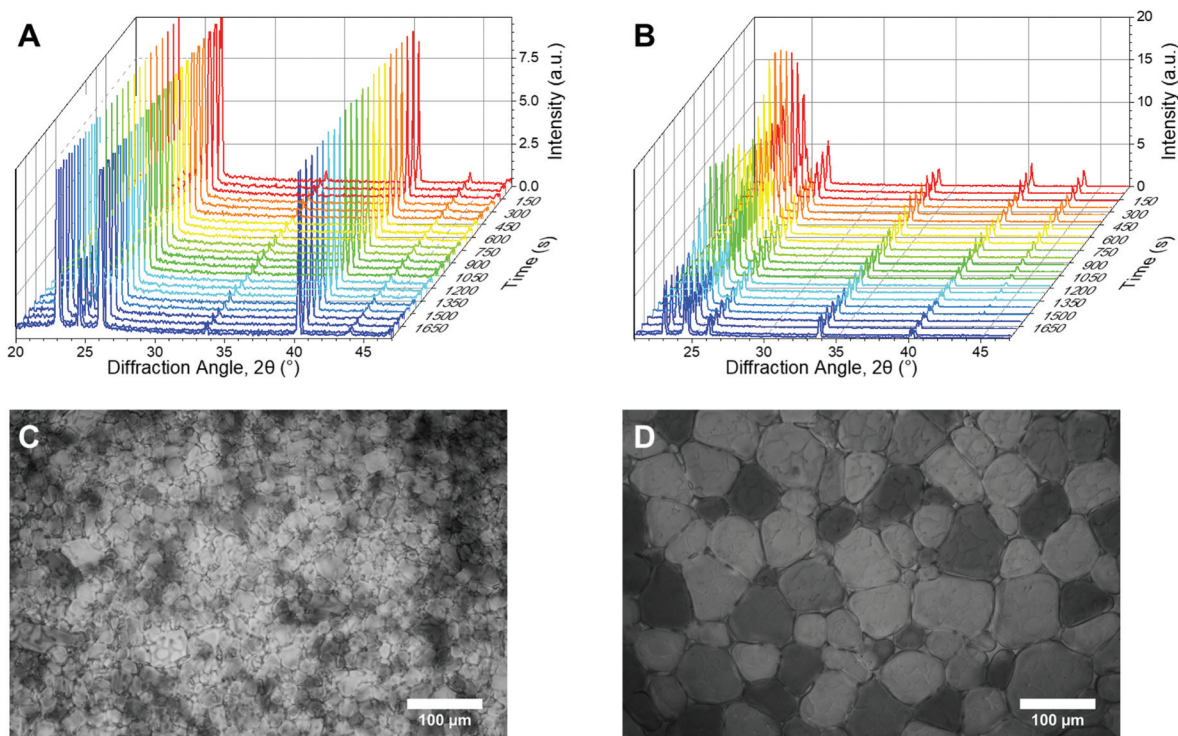 A
7.5
5.0
2.5
0.0
Intensity (a.u.)
150
300
450
600
750
900
1050
1200
1350
1500
1650
Time (s)
20 25 30 35 40 45
Diffraction Angle, 2θ (°)
B
20
15
10
5
0
Intensity (a.u.)
150
300
450
600
750
900
1050
1200
1350
1500
1650
Time (s)
25 30 35 40 45
Diffraction Angle, 2θ (°)
C
100 µm
D
100 µm